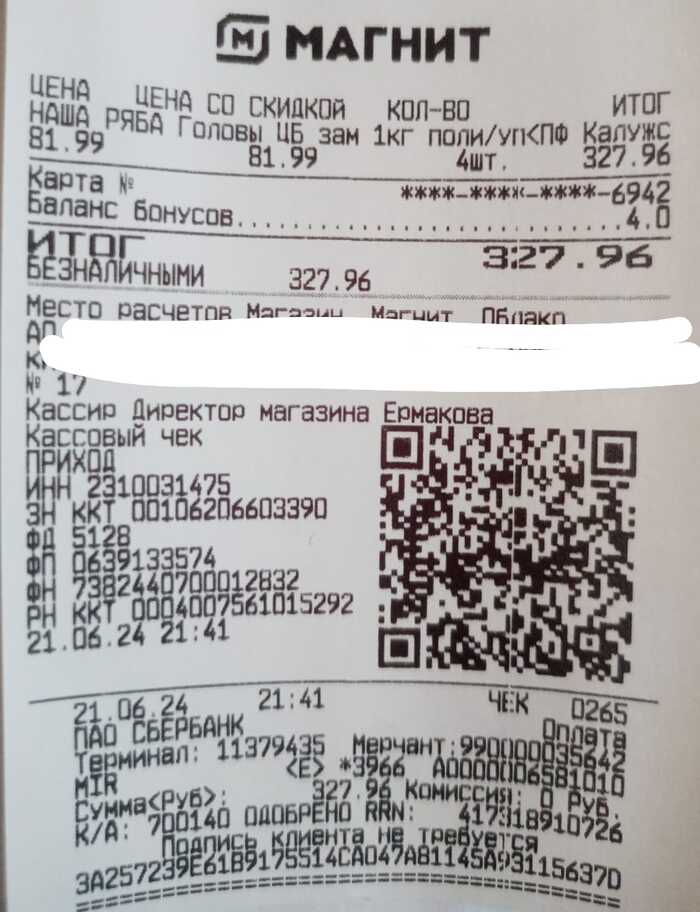 М МАГНИТ
ЦЕНА ЦЕНА СО СКИДКОЙ КОЛ-ВО ИТОГ
НАША РЯБА Головы ЦБ зам 1кг поли/уп<ПФ Калужс
81.99 81.99 4шт. 327.96
Карта № ****-****-****-6942
Баланс бонусов..............................4.0
ИТОГ 327.96
БЕЗНАЛИЧНЫМИ 327.96
Место расчетов Магазин Магнит Облако
№ 17
Кассир Директор магазина Ермакова
Кассовый чек
ПРИХОД
ИНН 2310031475
ЗН ККТ 00106206603390
ФД 5128
ФП 0639133574
ФН 7382440700012832
РН ККТ 0004007561015292
21.06.24 21:41
21.06.24 21:41 ЧЕК 0265
ПАО СБЕРБАНК Оплата
Терминал: 11379435 Мерчант:990000035642
MIR <E> *3966 A0000006581010
Сумма<Руб>: 327.96 Комиссия: 0 Руб.
К/А: 700140 ОДОБРЕНО RRN: 417318910726
Подпись клиента не требуется
3A257239E61B9175514CA047A81145A931156370